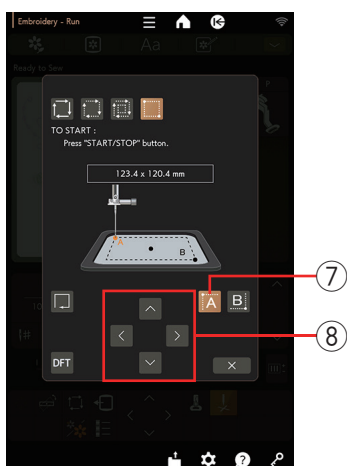 Embroidery - Run
Aa
Ready to Sew
TO START :
Press "START/STOP" button.
123.4 x 120.4 mm
A
B
A
B
7
8
DFT